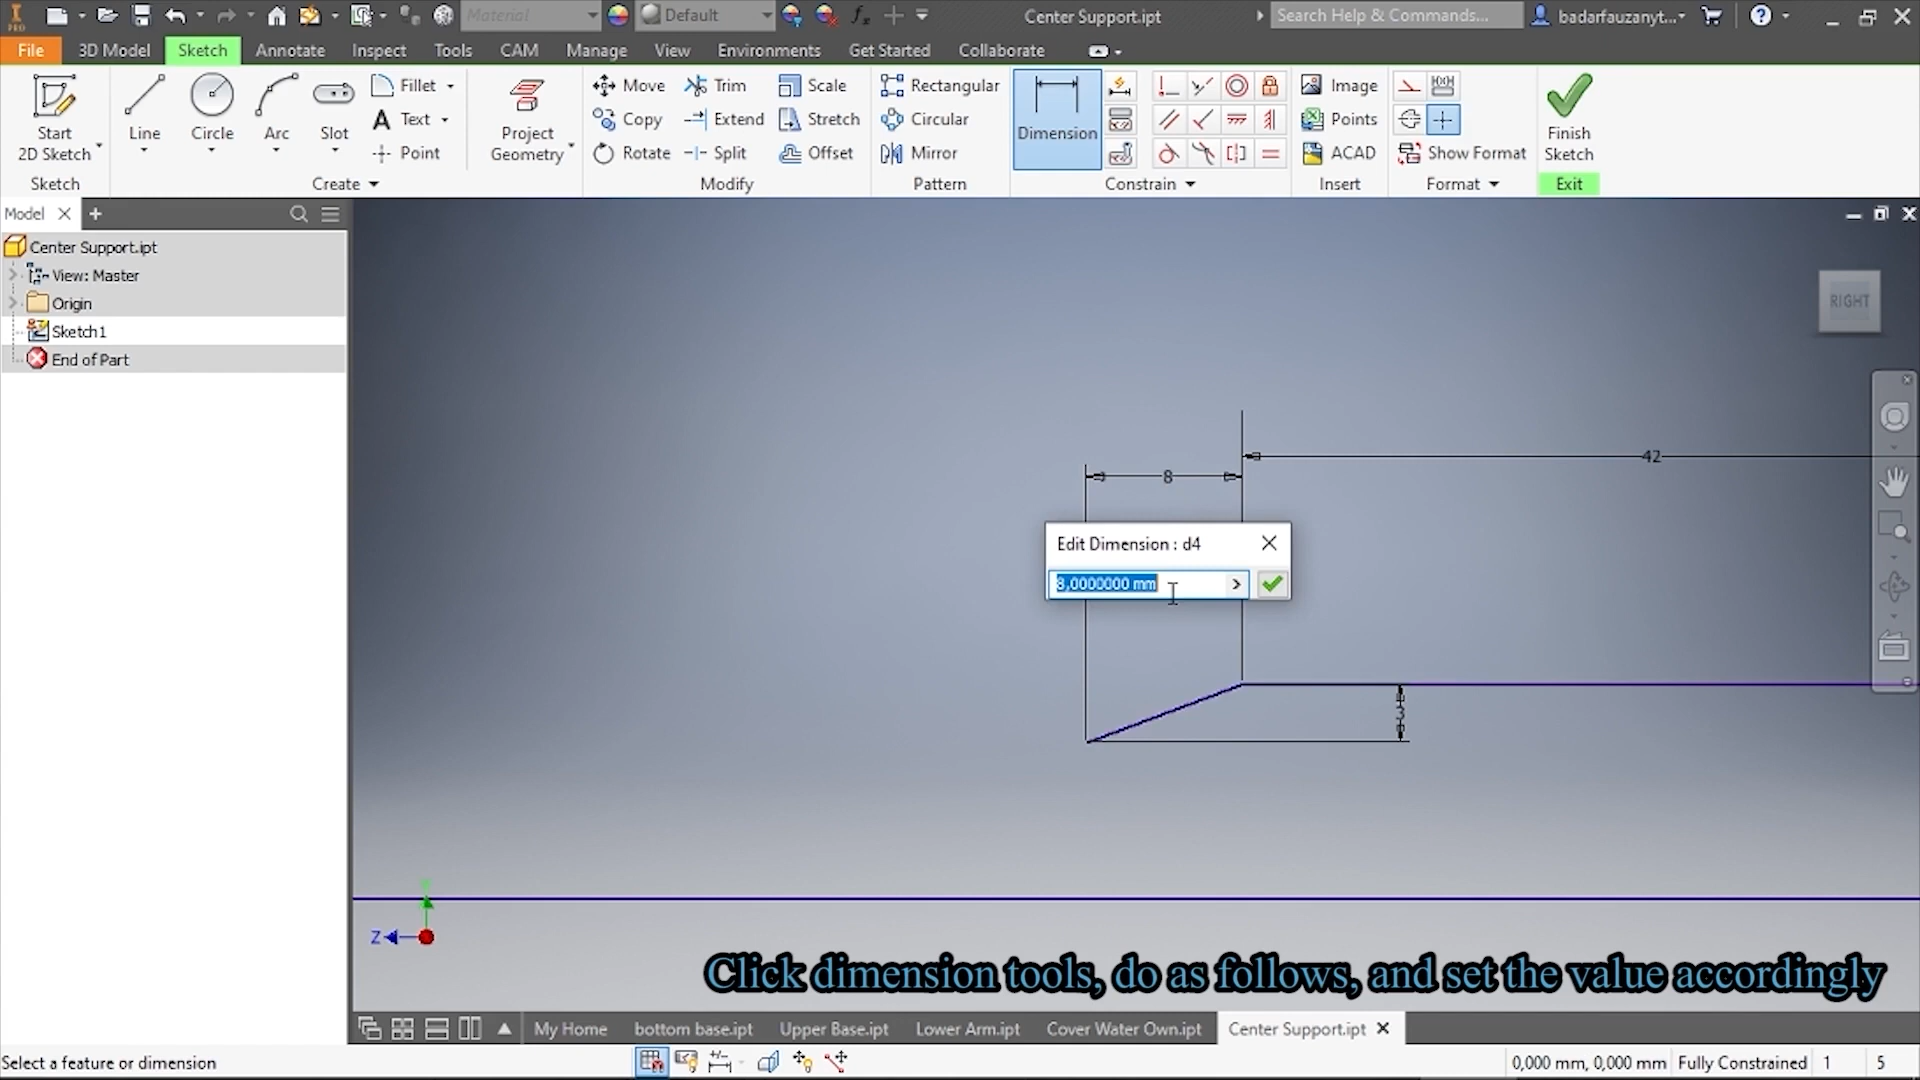 PRO
Material
Default
Center Support.ipt
Search Help & Commands...
badarfauzanyt...
File
3D Model
Sketch
Annotate
Inspect
Tools
CAM
Manage
View
Environments
Get Started
Collaborate
Start
2D Sketch
Line
Circle
Arc
Slot
Fillet
Text
Point
Project
Geometry
Move
Copy
Rotate
Trim
Extend
Split
Scale
Stretch
Offset
Rectangular
Circular
Mirror
Dimension
Image
Points
ACAD
Show Format
Finish
Sketch
Sketch
Create
Modify
Pattern
Constrain
Insert
Format
Exit
Model
Center Support.ipt
View: Master
Origin
Sketch1
End of Part
RIGHT
42
8
Edit Dimension : d4
8,0000000 mm
3
Z
Click dimension tools, do as follows, and set the value accordingly
My Home
bottom base.ipt
Upper Base.ipt
Lower Arm.ipt
Cover Water Own.ipt
Center Support.ipt
Select a feature or dimension
0,000 mm, 0,000 mm
Fully Constrained
1
5